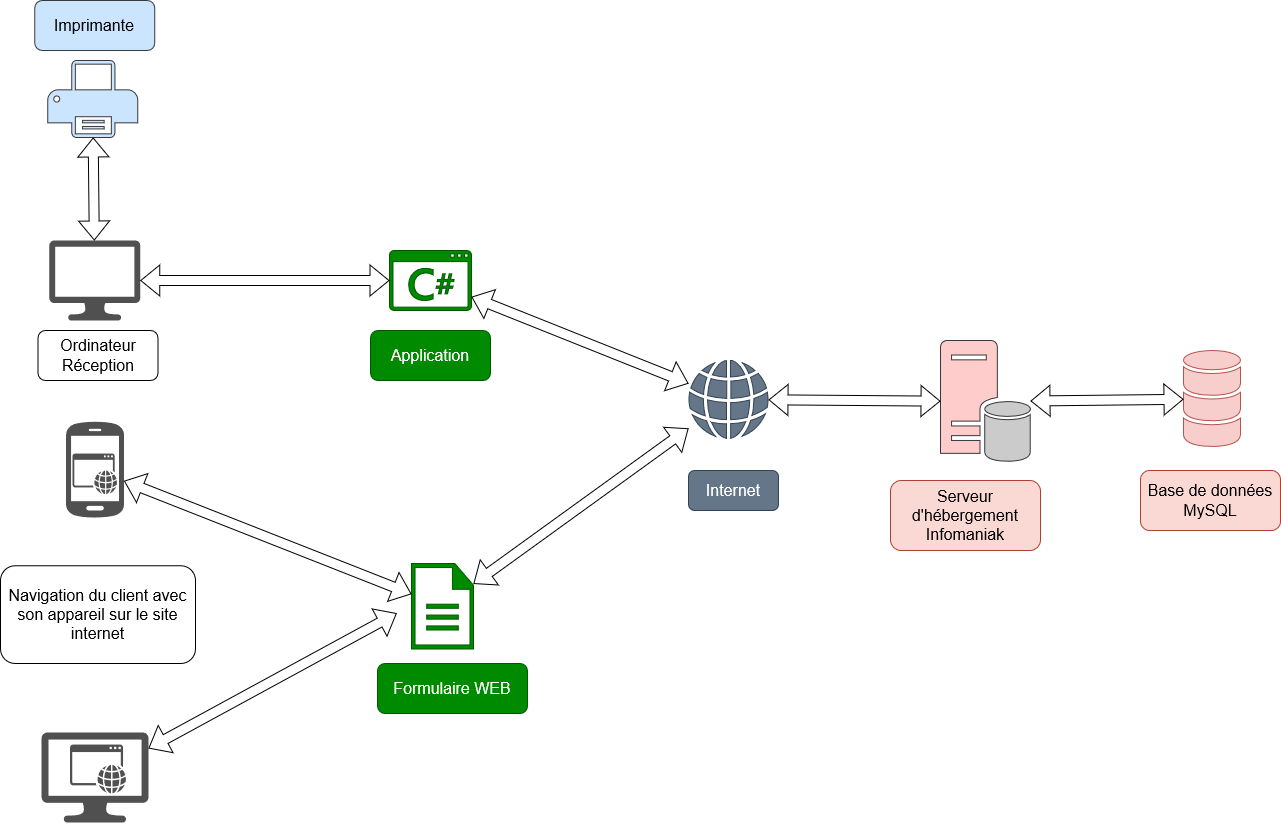 Imprimante
Ordinateur
Réception
C#
Application
Internet
Serveur
d'hébergement
Infomaniak
Base de données
MySQL
Navigation du client avec
son appareil sur le site
internet
Formulaire WEB